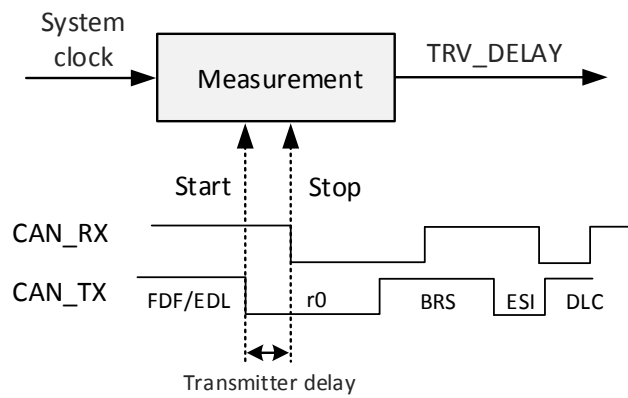 System
clock
Measurement
TRV_DELAY
Start
Stop
CAN_RX
CAN_TX
FDF/EDL
r0
BRS
ESI
DLC
Transmitter delay